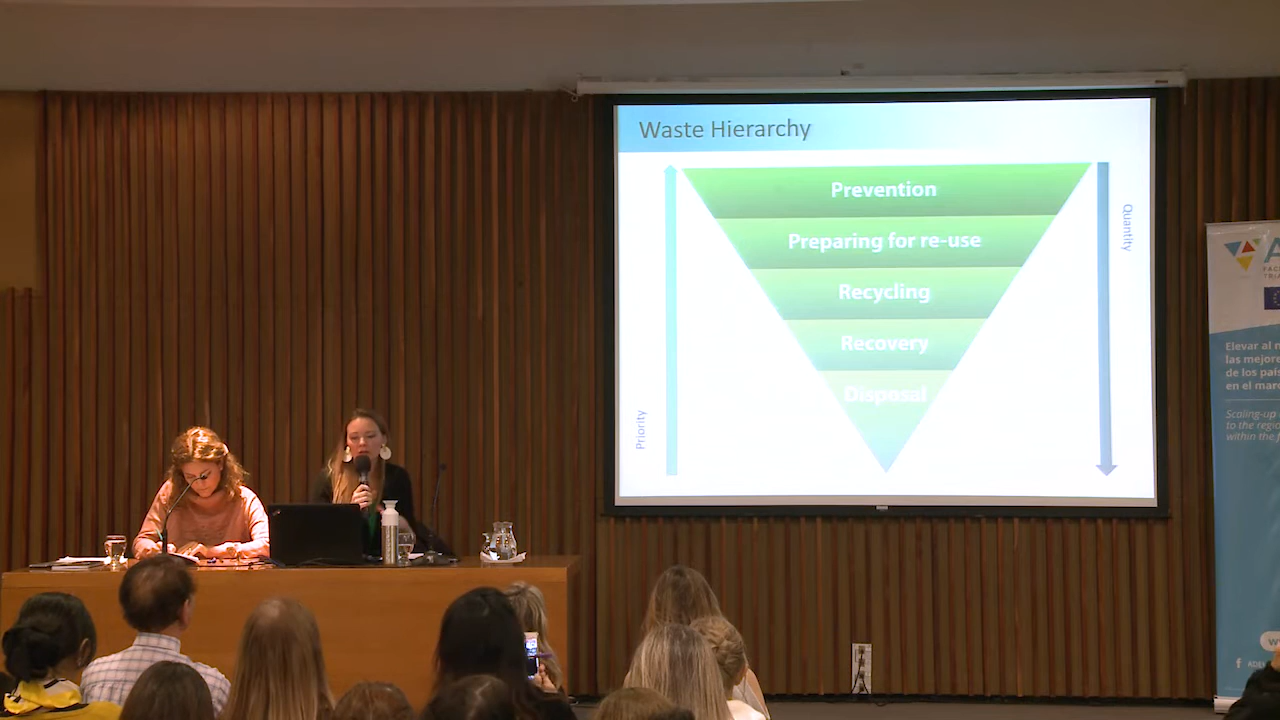 Waste Hierarchy
Prevention
Preparing for re-use
Recycling
Recovery
Disposal
Priority
Quantity
Elevar al
las mejore
de los país
en el marc
Scaling-up
to the regio
within the